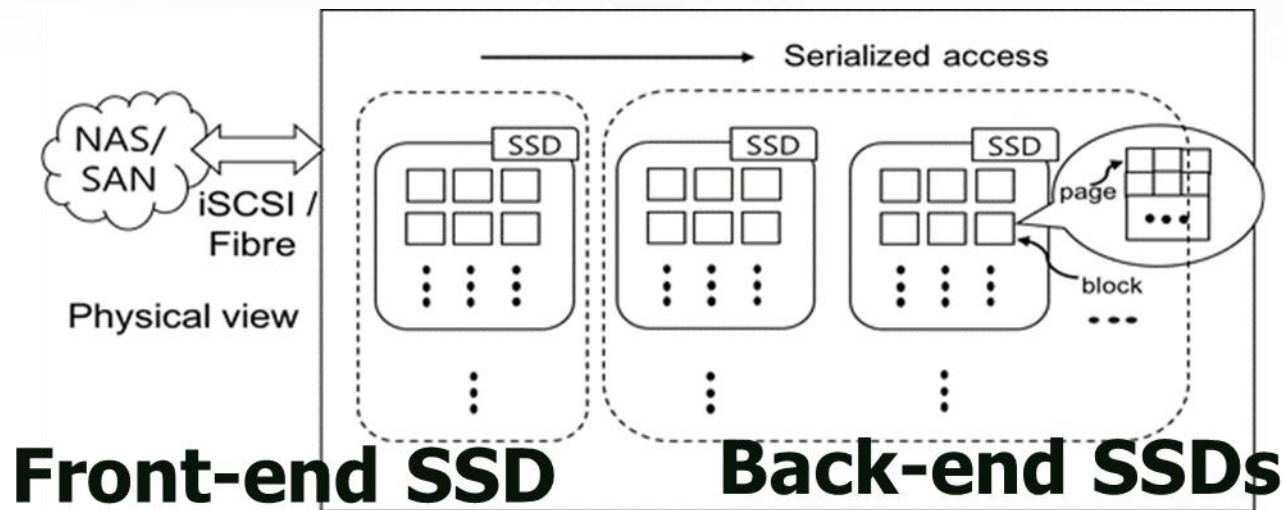 Serialized access
NAS/
SAN
iSCSI /
Fibre
Physical view
SSD
SSD
SSD
page
block
Front-end SSD
Back-end SSDs